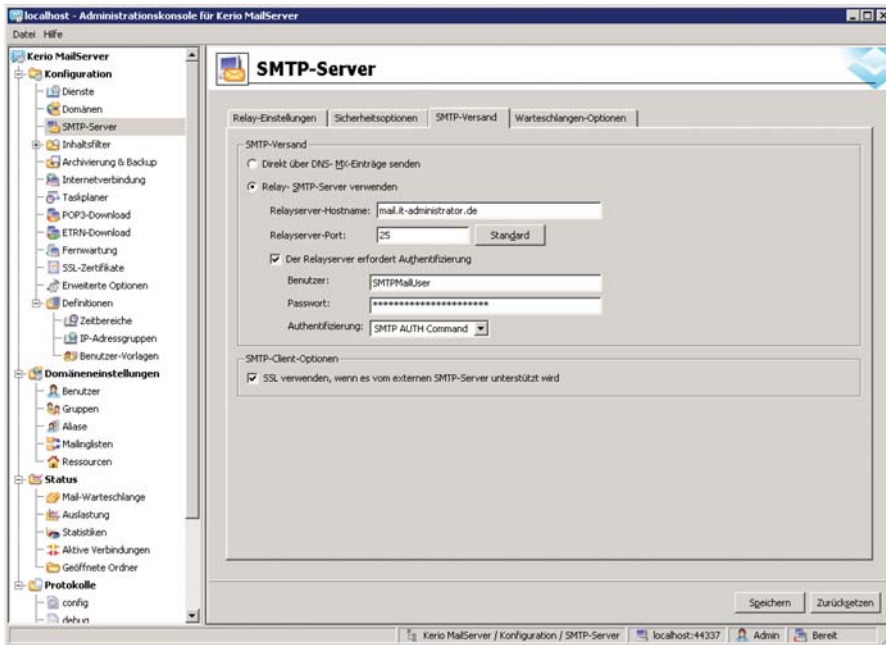 localhost - Administrationskonsole für Kerio MailServer
Datei Hilfe
Kerio MailServer
Konfiguration
Dienste
Domänen
SMTP-Server
Inhaltsfilter
Archivierung & Backup
Internetverbindung
Taskplaner
POP3-Download
ETRN-Download
Fernwartung
SSL-Zertifikate
Erweiterte Optionen
Definitionen
Zeitbereiche
IP-Adressgruppen
Benutzer-Vorlagen
Domäneneinstellungen
Benutzer
Gruppen
Aliase
Mailinglisten
Ressourcen
Status
Mail-Warteschlange
Auslastung
Statistiken
Aktive Verbindungen
Geöffnete Ordner
Protokolle
config
debug
SMTP-Server
Relay-Einstellungen Sicherheitsoptionen SMTP-Versand Warteschlangen-Optionen
SMTP-Versand
Direkt über DNS- MX-Einträge senden
Relay- SMTP-Server verwenden
Relayserver-Hostname: mail.it-administrator.de
Relayserver-Port: 25 Standard
Der Relayserver erfordert Authentifizierung
Benutzer: SMTPMailUser
Passwort: ***********************
Authentifizierung: SMTP AUTH Command
SMTP-Client-Optionen
SSL verwenden, wenn es vom externen SMTP-Server unterstützt wird
Speichern Zurücksetzen
Kerio MailServer / Konfiguration / SMTP-Server localhost:44337 Admin Bereit